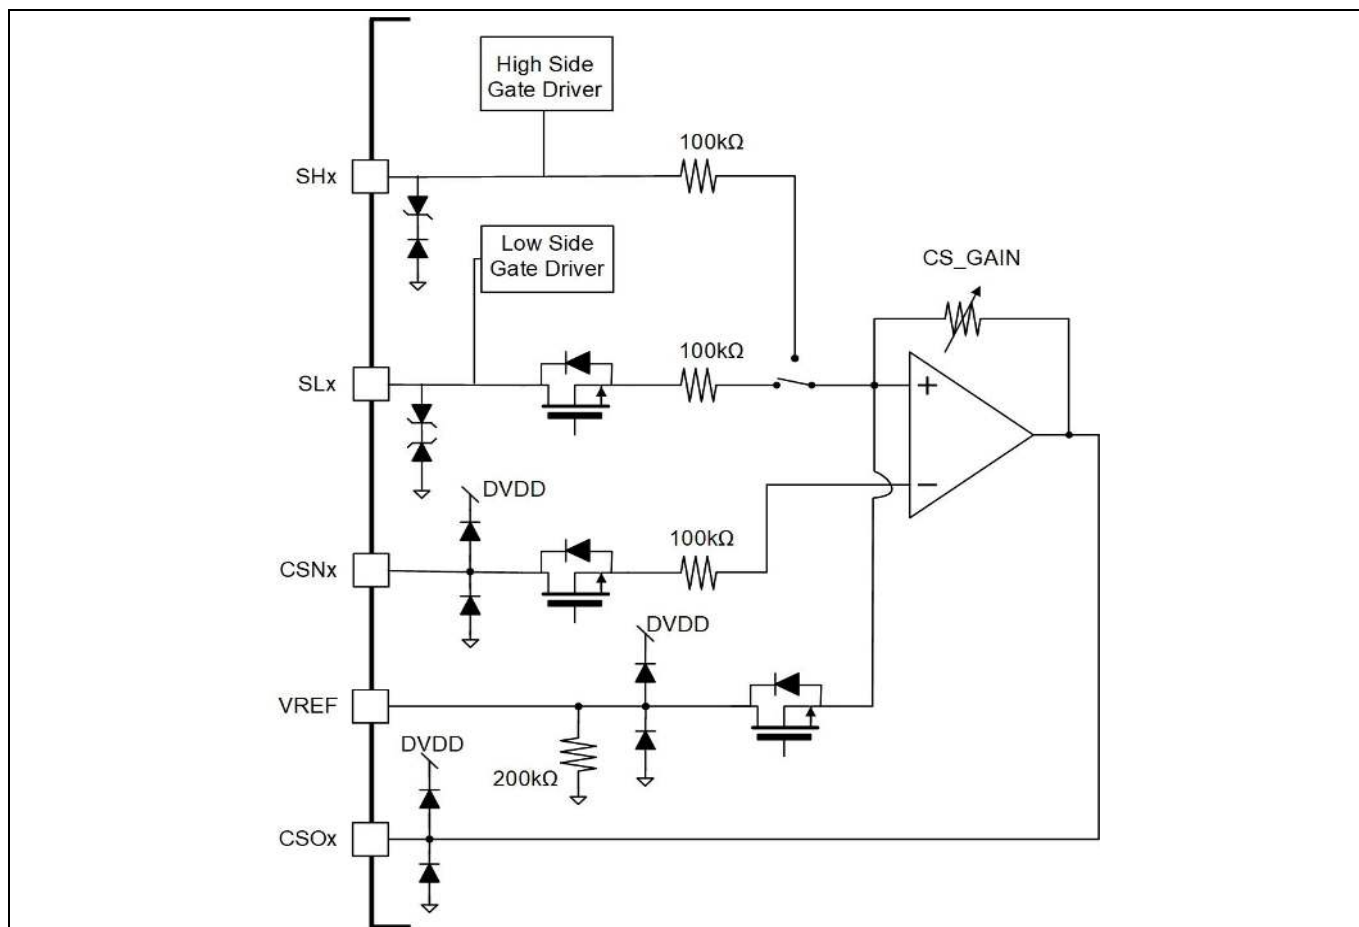 High Side
Gate Driver
100kΩ
SHx
Low Side
Gate Driver
CS_GAIN
100kΩ
SLx
+
−
DVDD
100kΩ
CSNx
DVDD
VREF
DVDD
200kΩ
CSOx